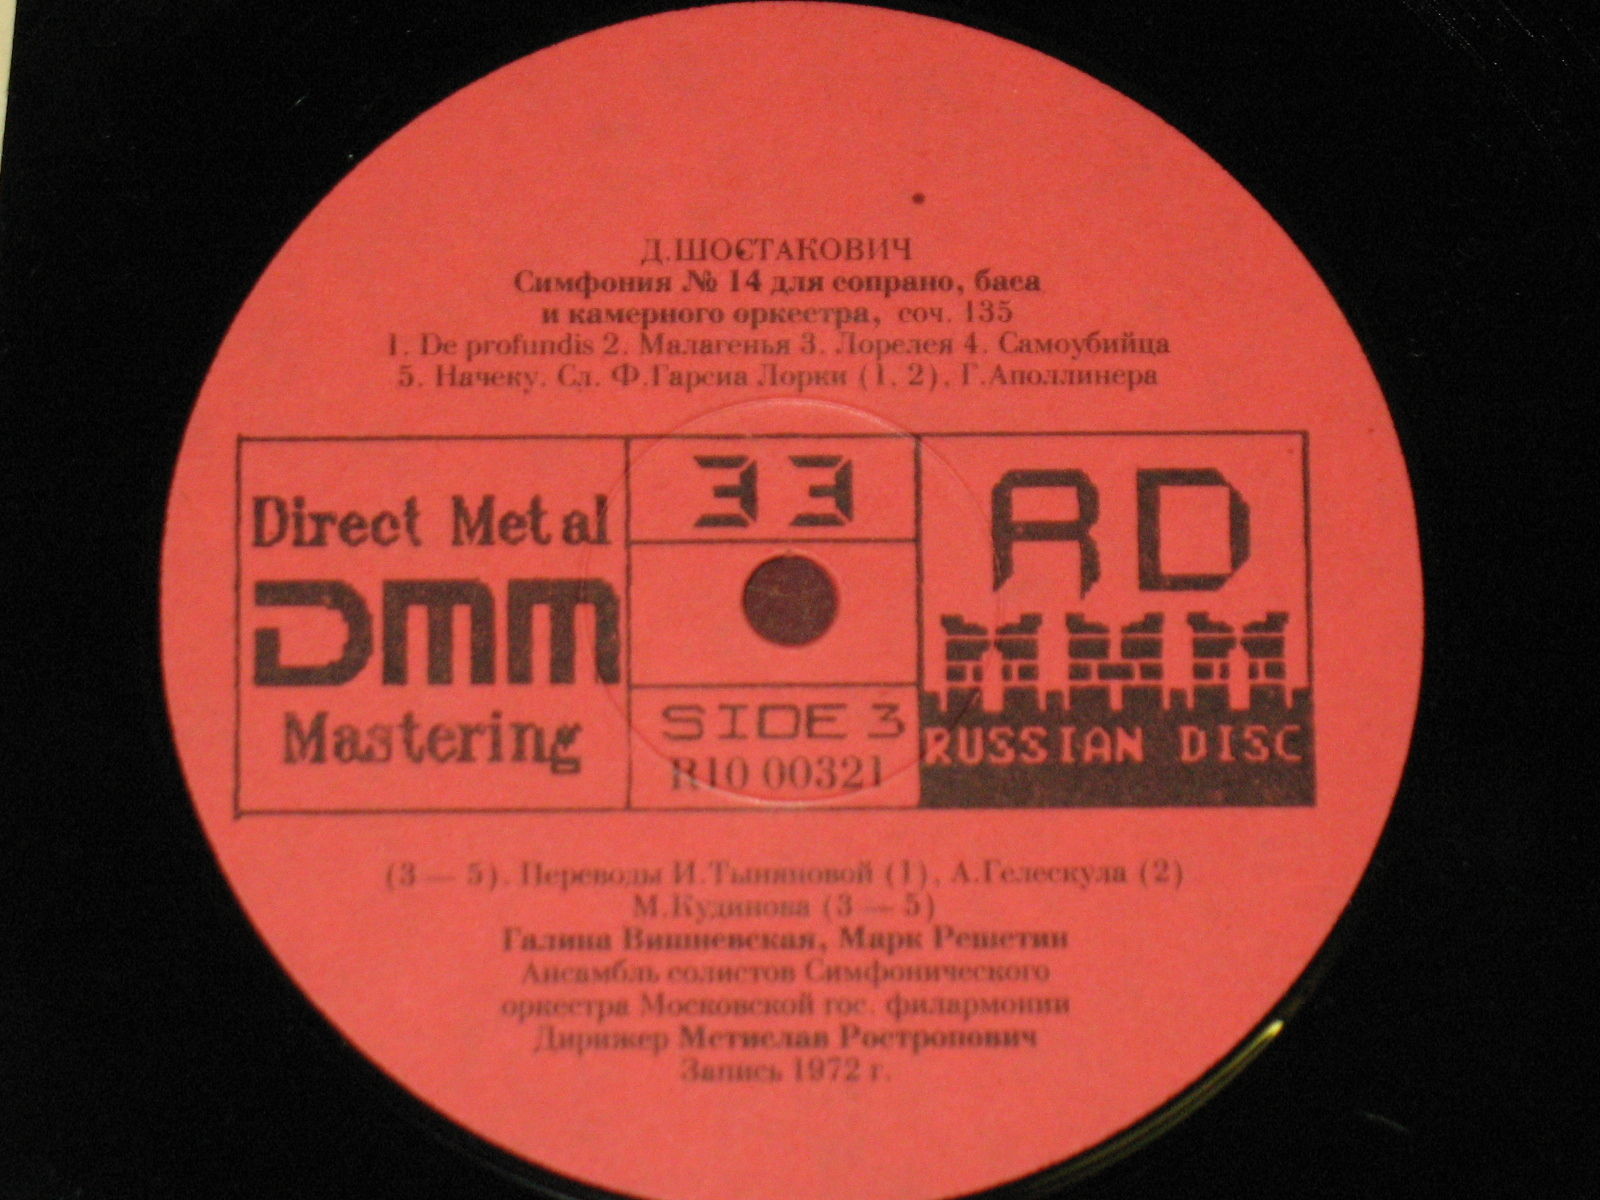 Д.ШОСТАКОВИЧ
Симфония № 14 для сопрано, баса
и камерного оркестра, соч. 135
1. De profundis 2. Малагенья 3. Лорелея 4. Самоубийца
5. Начеку. Сл. Ф.Гарсиа Лорки (1. 2), Г.Аполлинера
Direct Metal
DMM
Mastering
33
SIDE 3
R10 00321
RD
RUSSIAN DISC
(3 — 5). Переводы И.Тыняновой (1), А.Гелескула (2)
М.Кудинова (3 — 5)
Галина Вишневская, Марк Решетин
Ансамбль солистов Симфонического
оркестра Московской гос. филармонии
Дирижер Мстислав Ростропович
Запись 1972 г.